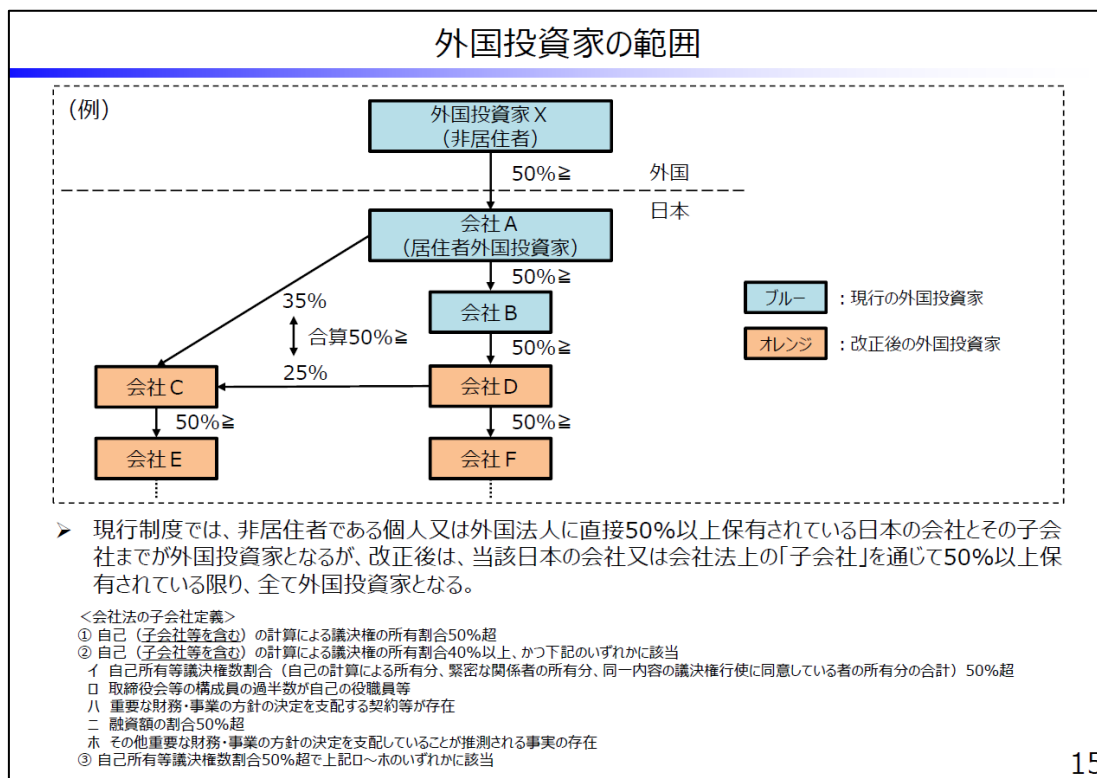 外国投資家の範囲
(例)
外国投資家X
(非居住者)
50%≧
外国
日本
会社A
(居住者外国投資家)
50%≧
35%
会社B
ブルー
:現行の外国投資家
合算50%≧
50%≧
オレンジ
:改正後の外国投資家
25%
会社C
会社D
50%≧
50%≧
会社E
会社F
➢ 現行制度では、非居住者である個人又は外国法人に直接50%以上保有されている日本の会社とその子会
社までが外国投資家となるが、改正後は、当該日本の会社又は会社法上の「子会社」を通じて50%以上保
有されている限り、全て外国投資家となる。
<会社法の子会社定義>
① 自己(子会社等を含む)の計算による議決権の所有割合50%超
② 自己(子会社等を含む)の計算による議決権の所有割合40%以上、かつ下記のいずれかに該当
イ 自己所有等議決権数割合(自己の計算による所有分、緊密な関係者の所有分、同一内容の議決権行使に同意している者の所有分の合計)50%超
ロ 取締役会等の構成員の過半数が自己の役職員等
ハ 重要な財務・事業の方針の決定を支配する契約等が存在
ニ 融資額の割合50%超
ホ その他重要な財務・事業の方針の決定を支配していることが推測される事実の存在
③ 自己所有等議決権数割合50%超で上記ロ~ホのいずれかに該当
15